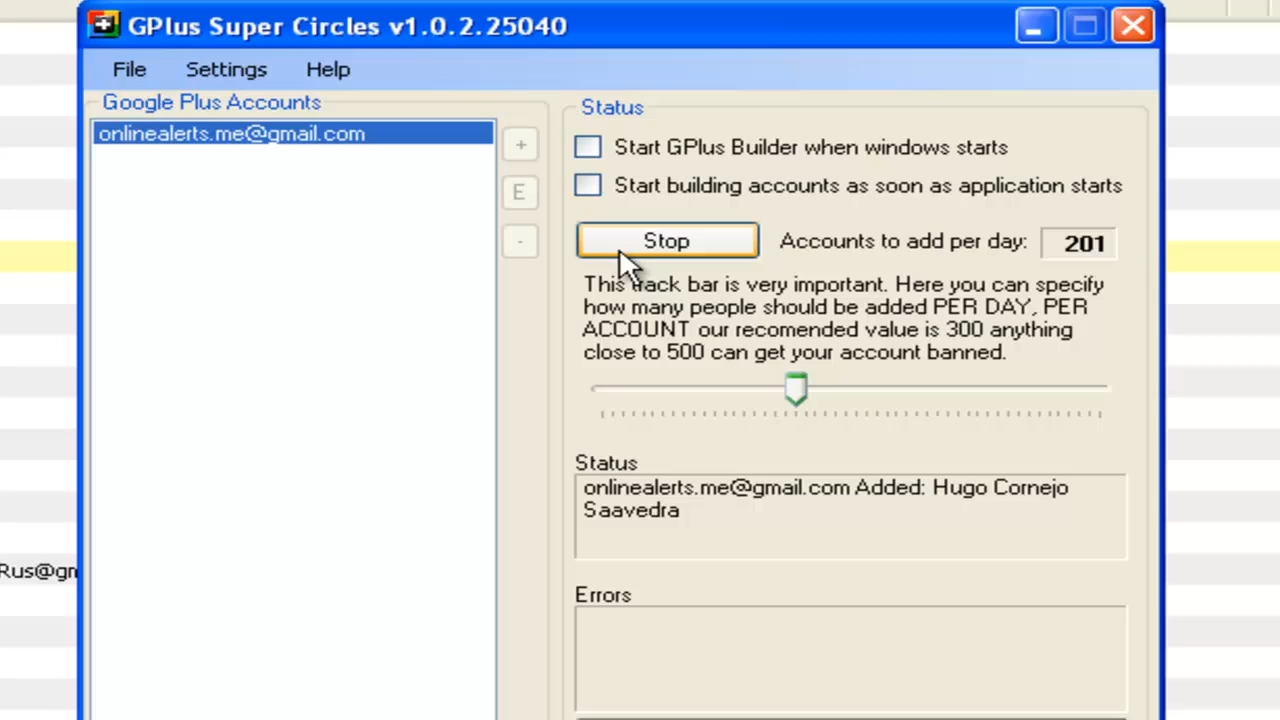 GPlus Super Circles v1.0.2.25040
File Settings Help
Google Plus Accounts
onlinealerts.me@gmail.com
+
E
-
Status
Start GPlus Builder when windows starts
Start building accounts as soon as application starts
Stop Accounts to add per day: 201
This track bar is very important. Here you can specify
how many people should be added PER DAY, PER
ACCOUNT our recomended value is 300 anything
close to 500 can get your account banned.
Status
onlinealerts.me@gmail.com Added: Hugo Cornejo
Saavedra
Errors
Rus@gm